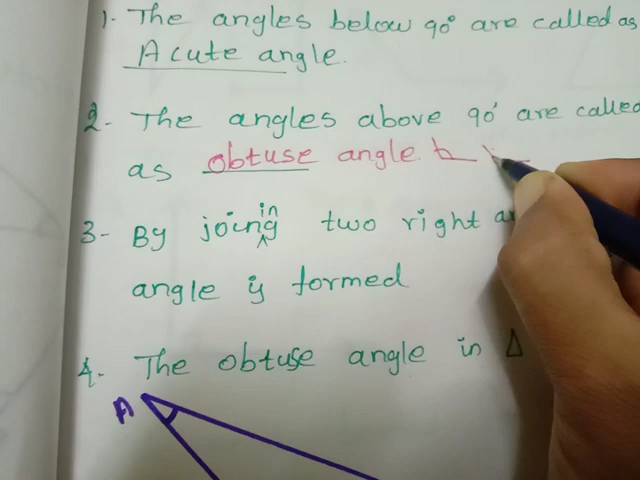 1. The angles below 90° are called as
Acute angle.
2. The angles above 90° are called
as obtuse angle
3- By joing two right
in
angle is formed
4. The obtuse angle in Δ
A